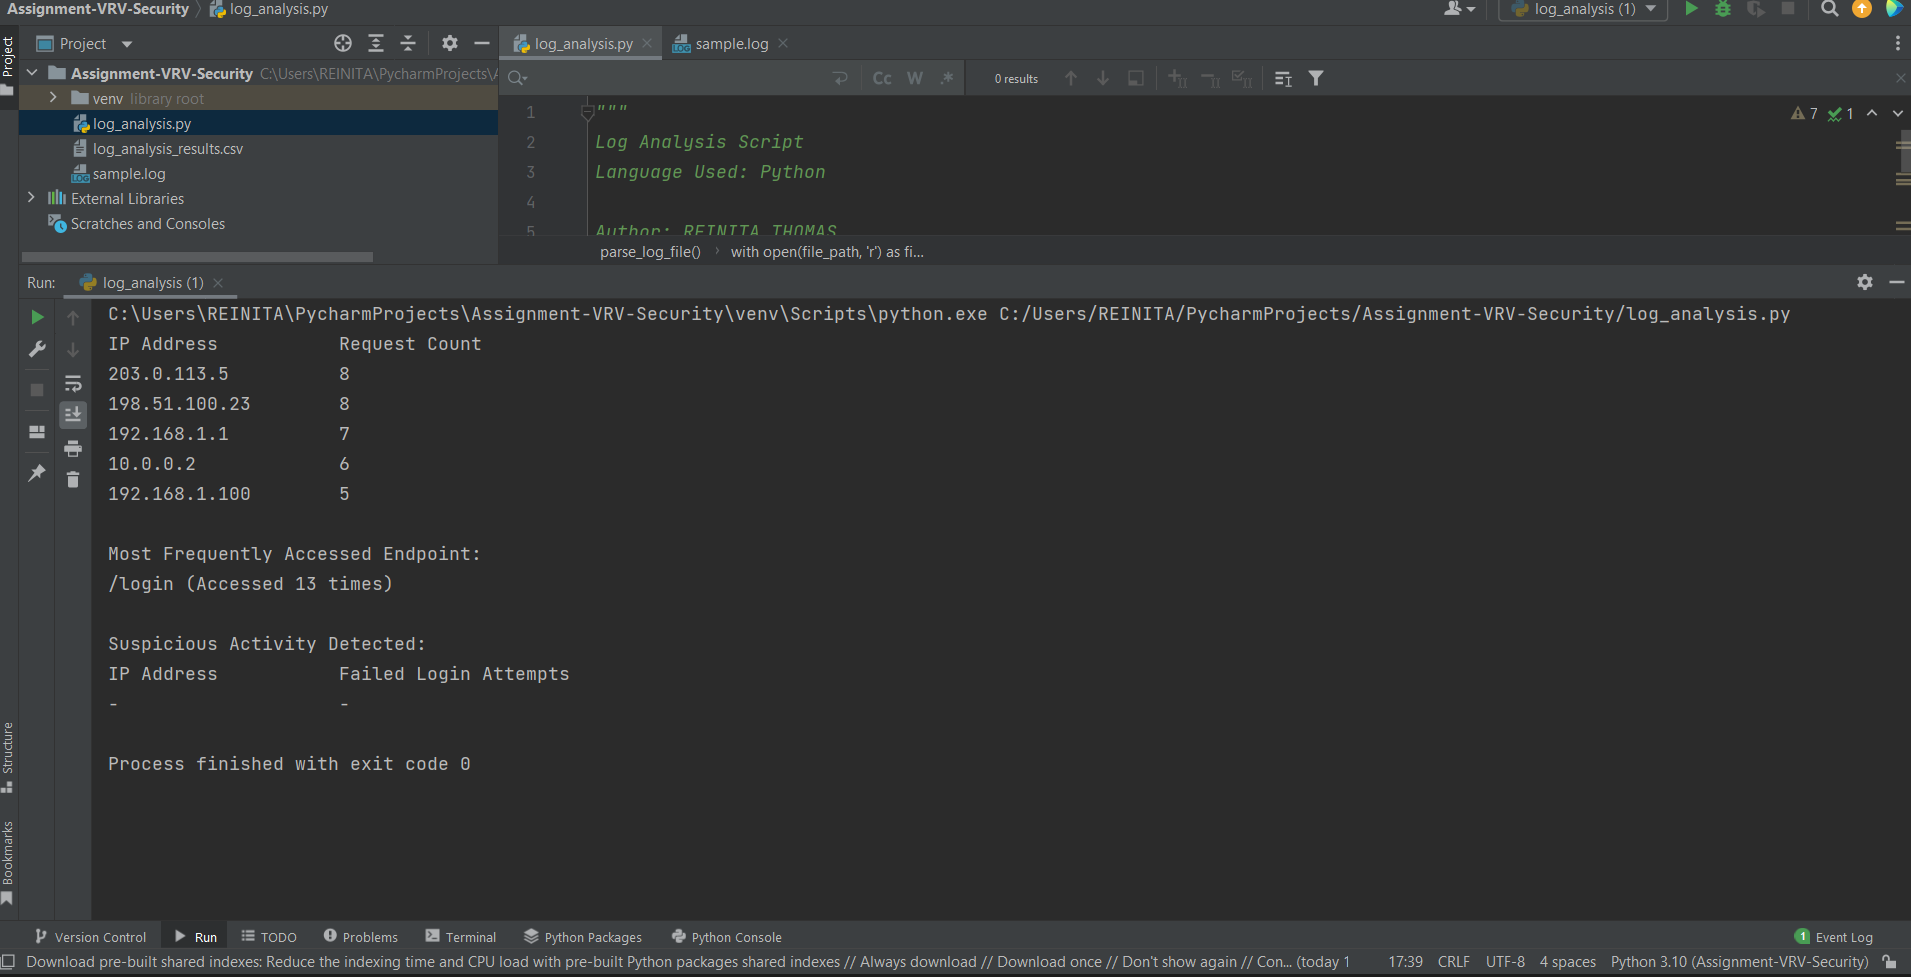 Assignment-VRV-Security log_analysis.py
log_analysis (1)
Project
Project
log_analysis.py
sample.log
Assignment-VRV-Security C:\Users\REINITA\PycharmProjects\A
venv library root
log_analysis.py
log_analysis_results.csv
sample.log
External Libraries
Scratches and Consoles
Cc W .*
0 results
1 """
2 Log Analysis Script
3 Language Used: Python
4
5 Author: REINITA THOMAS
7 1
parse_log_file() with open(file_path, 'r') as fi...
Run: log_analysis (1)
C:\Users\REINITA\PycharmProjects\Assignment-VRV-Security\venv\Scripts\python.exe C:/Users/REINITA/PycharmProjects/Assignment-VRV-Security/log_analysis.py
IP Address Request Count
203.0.113.5 8
198.51.100.23 8
192.168.1.1 7
10.0.0.2 6
192.168.1.100 5
Most Frequently Accessed Endpoint:
/login (Accessed 13 times)
Suspicious Activity Detected:
IP Address Failed Login Attempts
- -
Process finished with exit code 0
Structure
Bookmarks
Version Control Run TODO Problems Terminal Python Packages Python Console 1 Event Log
Download pre-built shared indexes: Reduce the indexing time and CPU load with pre-built Python packages shared indexes // Always download // Download once // Don't show again // Con... (today 1 17:39 CRLF UTF-8 4 spaces Python 3.10 (Assignment-VRV-Security)